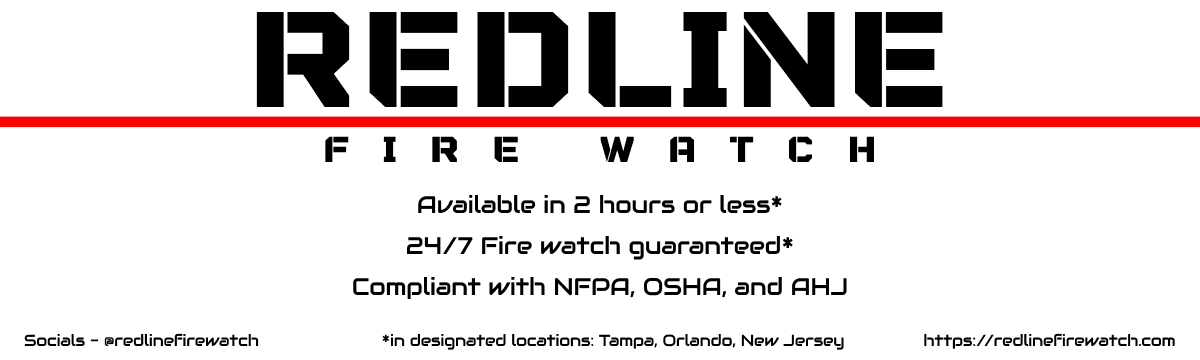 REDLINE
FIRE WATCH
Available in 2 hours or less*
24/7 Fire watch guaranteed*
Compliant with NFPA, OSHA, and AHJ
Socials - @redlinefirewatch
*in designated locations: Tampa, Orlando, New Jersey
https://redlinefirewatch.com